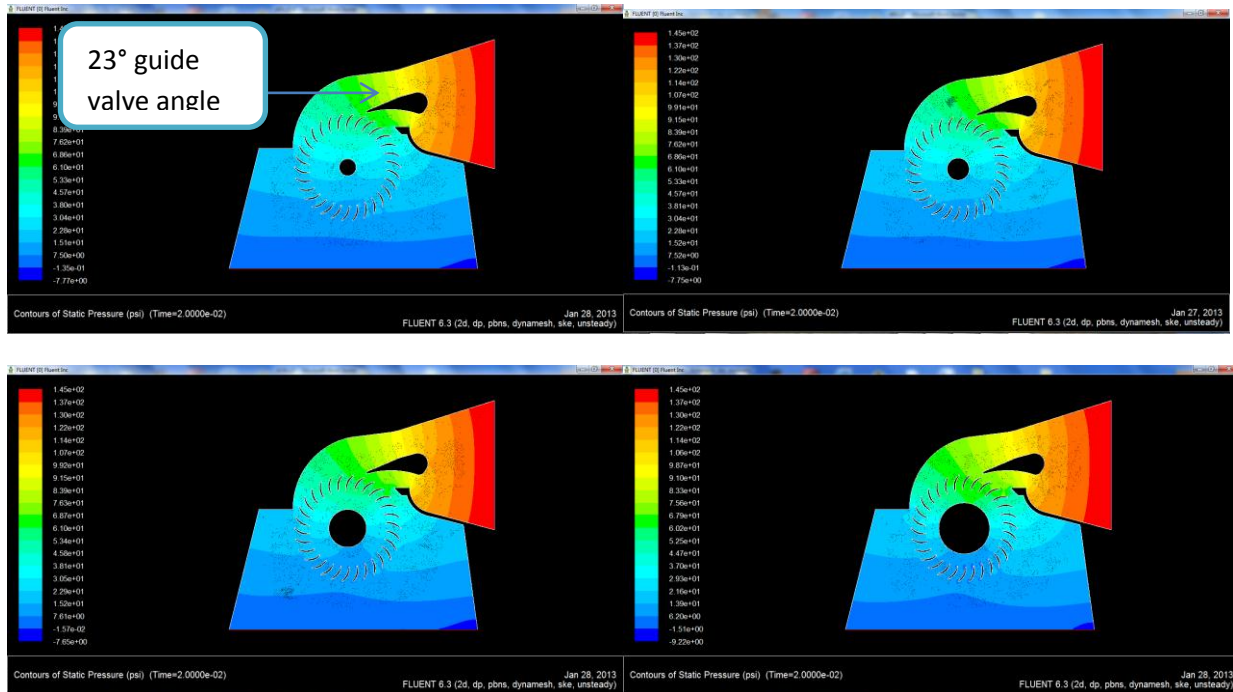 FLUENT [0] Fluent Inc
23° guide
valve angle
8.39e+01
7.62e+01
6.86e+01
6.10e+01
5.33e+01
4.57e+01
3.80e+01
3.04e+01
2.28e+01
1.51e+01
7.50e+00
-1.35e-01
-7.77e+00
Contours of Static Pressure (psi) (Time=2.0000e-02)
Jan 28, 2013
FLUENT 6.3 (2d, dp, pbns, dynamesh, ske, unsteady)
FLUENT [0] Fluent Inc
1.45e+02
1.37e+02
1.30e+02
1.22e+02
1.14e+02
1.07e+02
9.91e+01
9.15e+01
8.39e+01
7.62e+01
6.86e+01
6.10e+01
5.33e+01
4.57e+01
3.81e+01
3.04e+01
2.28e+01
1.52e+01
7.51e+00
-1.13e-01
-7.75e+00
Contours of Static Pressure (psi) (Time=2.0000e-02)
Jan 27, 2013
FLUENT 6.3 (2d, dp, pbns, dynamesh, ske, unsteady)
FLUENT [0] Fluent Inc
1.45e+02
1.37e+02
1.30e+02
1.22e+02
1.14e+02
1.07e+02
9.92e+01
9.15e+01
8.39e+01
7.63e+01
6.87e+01
6.10e+01
5.34e+01
4.58e+01
3.81e+01
3.05e+01
2.29e+01
1.52e+01
7.61e+00
-1.57e-02
-7.65e+00
Contours of Static Pressure (psi) (Time=2.0000e-02)
Jan 28, 2013
FLUENT 6.3 (2d, dp, pbns, dynamesh, ske, unsteady)
FLUENT [0] Fluent Inc
1.45e+02
1.37e+02
1.30e+02
1.22e+02
1.14e+02
1.06e+02
9.87e+01
9.10e+01
8.33e+01
7.56e+01
6.79e+01
6.02e+01
5.25e+01
4.47e+01
3.70e+01
2.93e+01
2.16e+01
1.39e+01
6.20e+00
-1.51e+00
-9.22e+00
Contours of Static Pressure (psi) (Time=2.0000e-02)
Jan 28, 2013
FLUENT 6.3 (2d, dp, pbns, dynamesh, ske, unsteady)